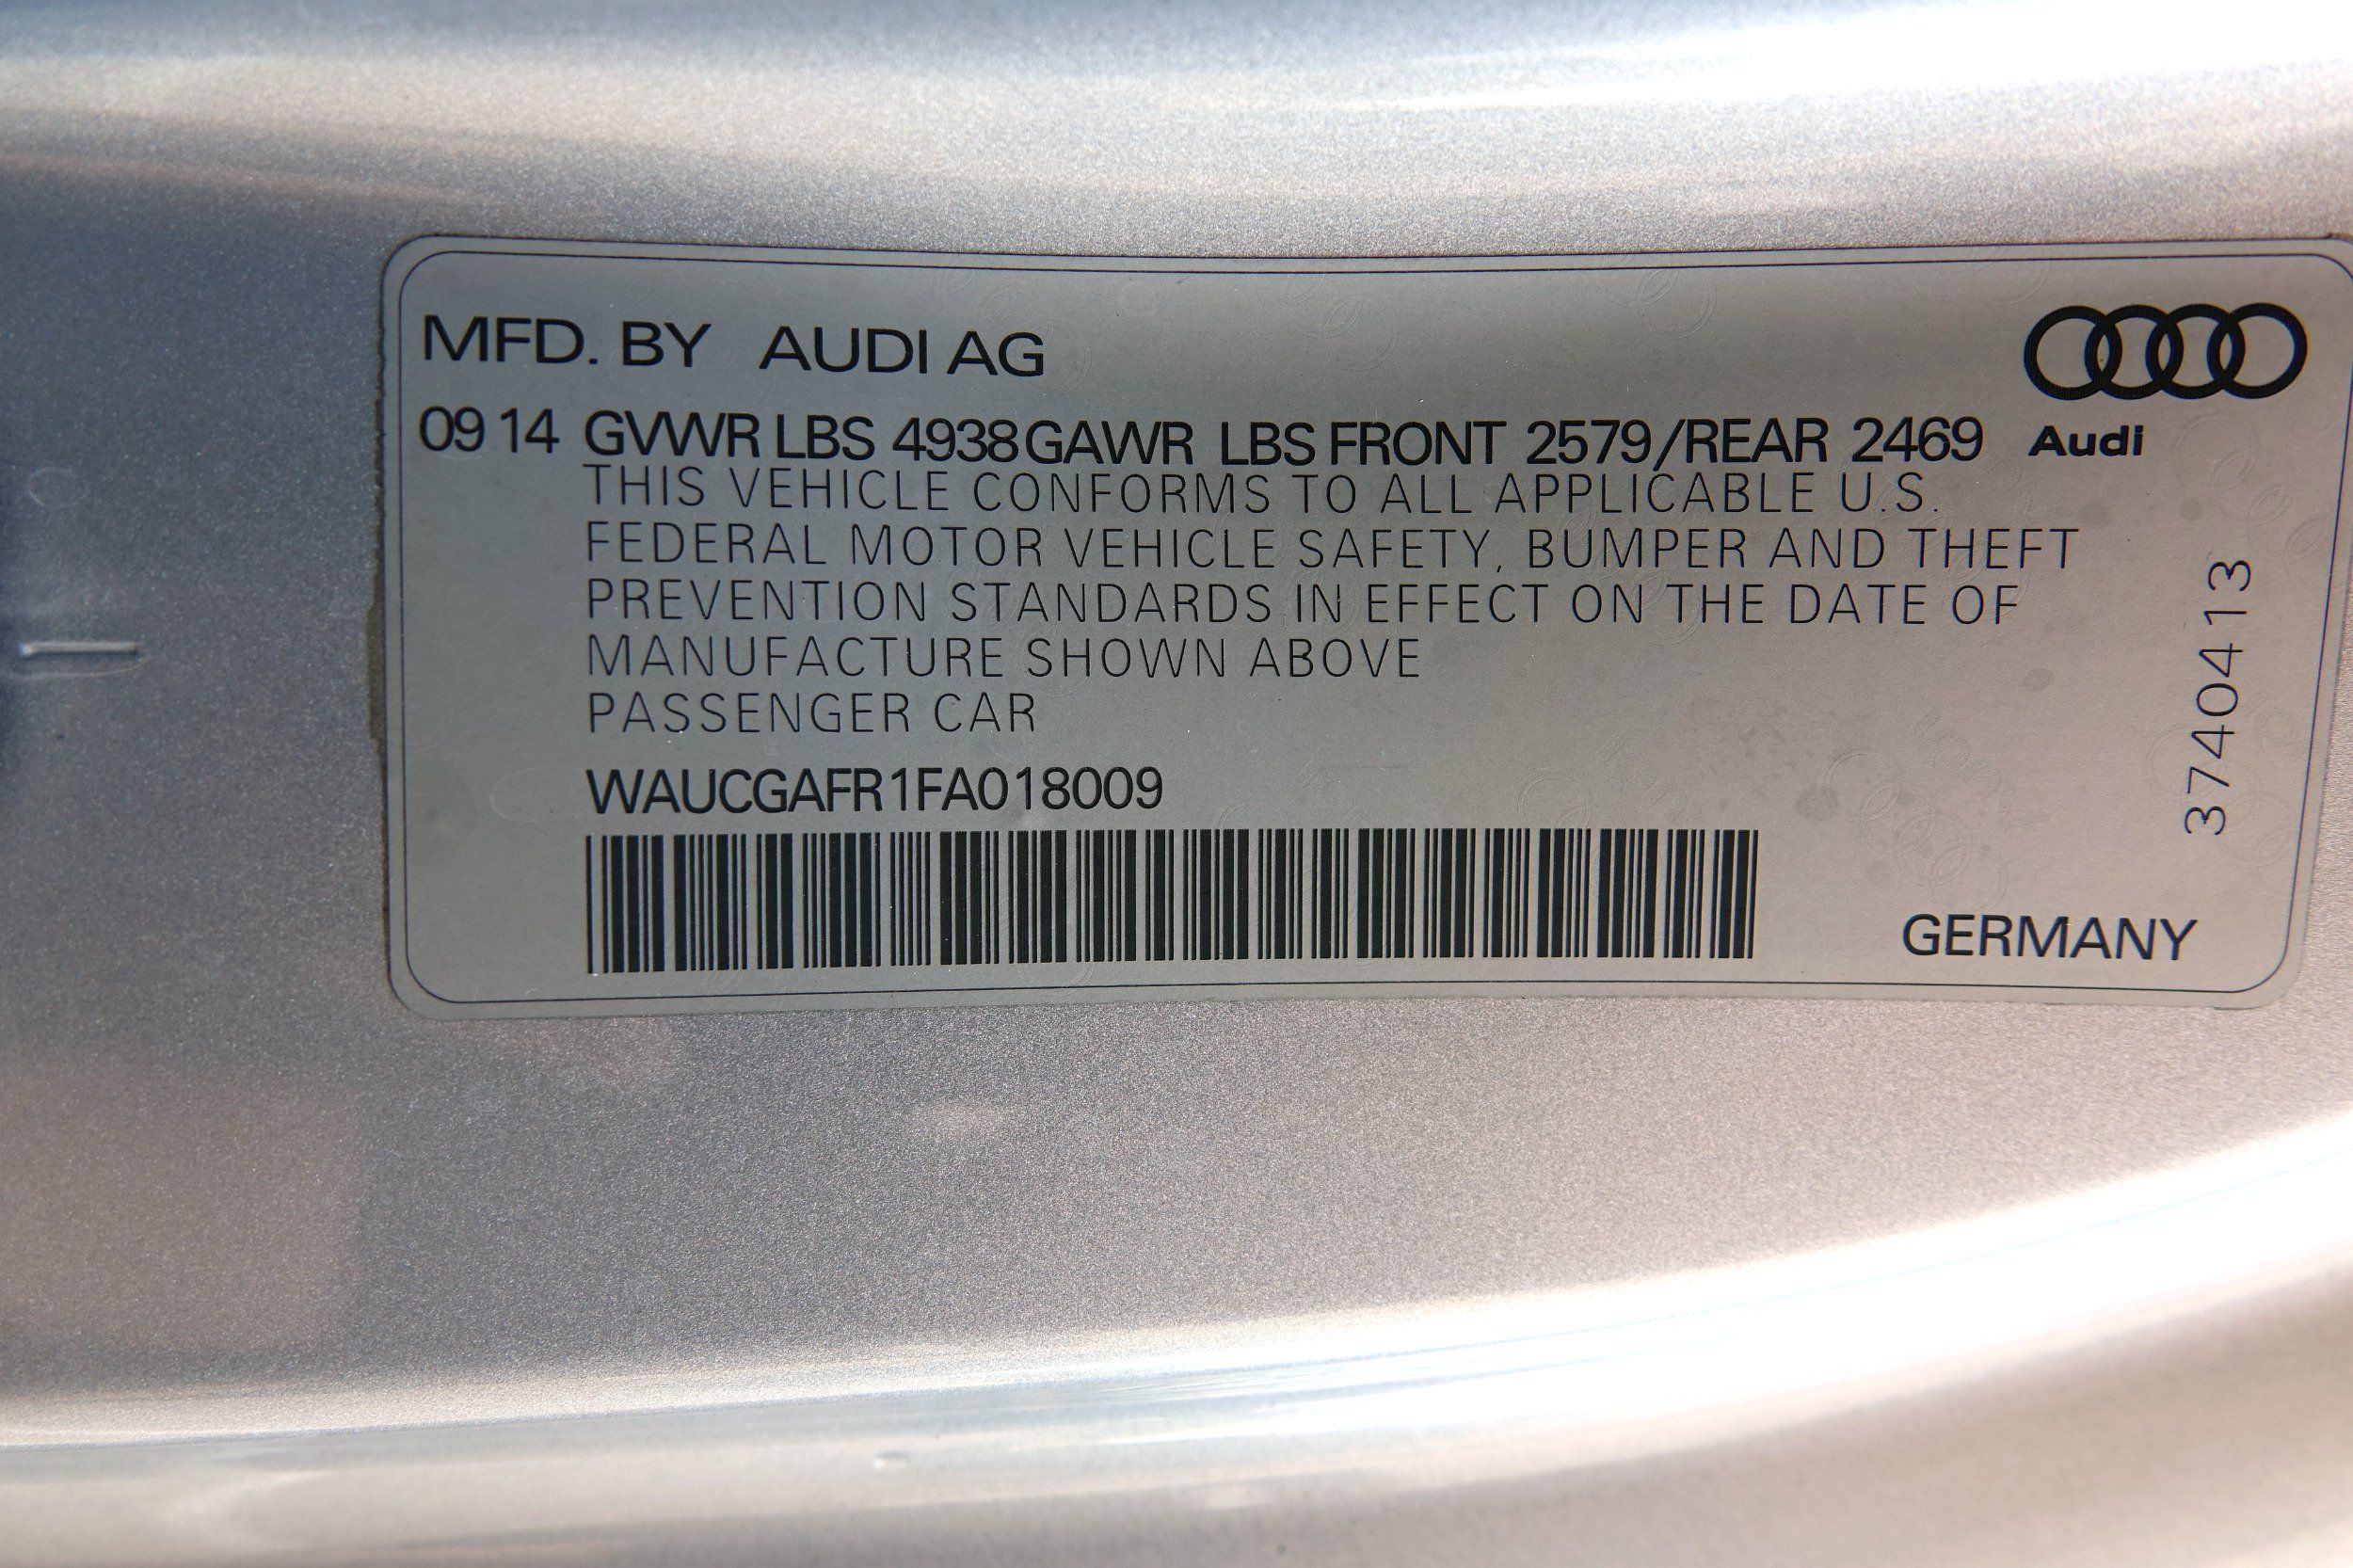 MFD. BY AUDI AG
09 14 GVWR LBS 4938 GAWR LBS FRONT 2579/REAR 2469
Audi
THIS VEHICLE CONFORMS TO ALL APPLICABLE U.S.
FEDERAL MOTOR VEHICLE SAFETY, BUMPER AND THEFT
PREVENTION STANDARDS IN EFFECT ON THE DATE OF
MANUFACTURE SHOWN ABOVE
PASSENGER CAR
WAUCGAFR1FA018009
3740413
GERMANY